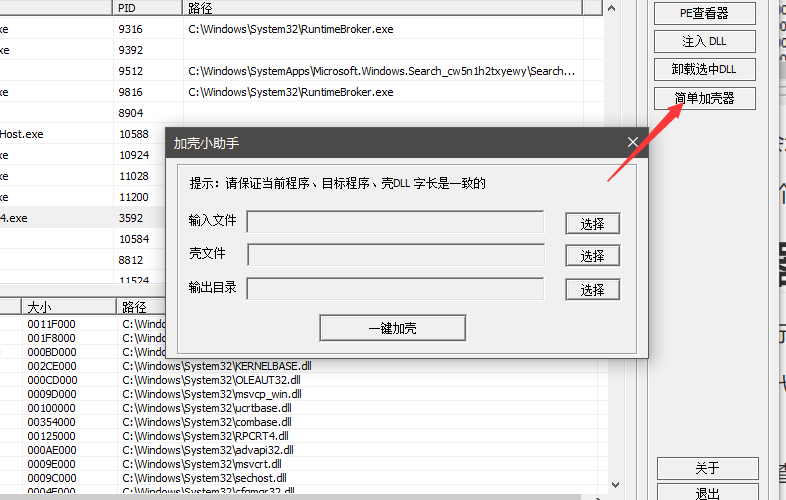 PID 路径
xe 9316 C:\Windows\System32\RuntimeBroker.exe
xe 9392
9512 C:\Windows\SystemApps\Microsoft.Windows.Search_cw5n1h2txyewy\Search...
xe 9816 C:\Windows\System32\RuntimeBroker.exe
8904
Host.exe 10588
xe 10924
xe 11028
xe 11200
4.exe 3592
10584
8812
11524
PE查看器
注入 DLL
卸载选中DLL
简单加壳器
加壳小助手
提示：请保证当前程序、目标程序、壳DLL 字长是一致的
输入文件 选择
壳文件 选择
输出目录 选择
一键加壳
大小 路径
0011F000 C:\Windo
001F8000 C:\Windo
000BD000 C:\Windo
002CE000 C:\Windows\System32\KERNELBASE.dll
000CD000 C:\Windows\System32\OLEAUT32.dll
0009D000 C:\Windows\System32\msvcp_win.dll
00100000 C:\Windows\System32\ucrtbase.dll
00354000 C:\Windows\System32\combase.dll
00125000 C:\Windows\System32\RPCRT4.dll
000AE000 C:\Windows\System32\advapi32.dll
0009E000 C:\Windows\System32\msvcrt.dll
0009C000 C:\Windows\System32\sechost.dll
0004E000 C:\Windows\System32\cfgmgr32.dll
关于
退出